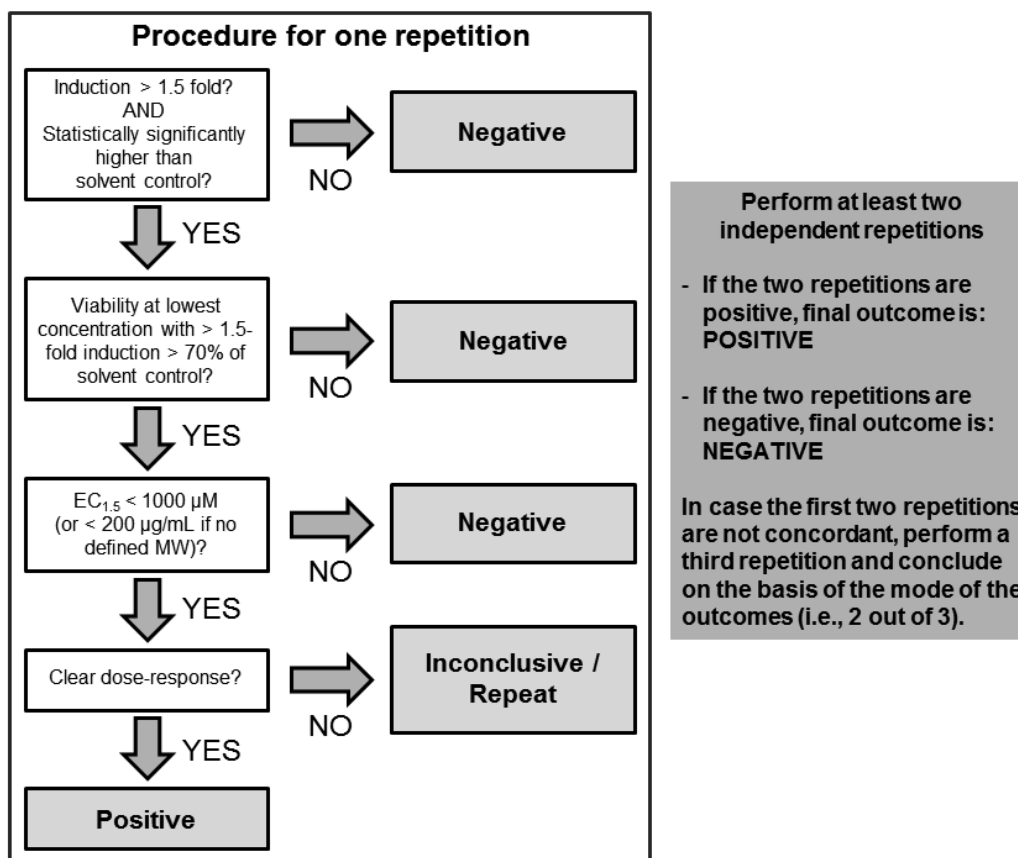 Procedure for one repetition
Induction > 1.5 fold?
AND
Statistically significantly
higher than
solvent control?
NO
Negative
YES
Viability at lowest
concentration with > 1.5-
fold induction > 70% of
solvent control?
NO
Negative
YES
EC1.5 < 1000 µM
(or < 200 µg/mL if no
defined MW)?
NO
Negative
YES
Clear dose-response?
NO
Inconclusive /
Repeat
YES
Positive
Perform at least two
independent repetitions
- If the two repetitions are
positive, final outcome is:
POSITIVE
- If the two repetitions are
negative, final outcome is:
NEGATIVE
In case the first two repetitions
are not concordant, perform a
third repetition and conclude
on the basis of the mode of the
outcomes (i.e., 2 out of 3).